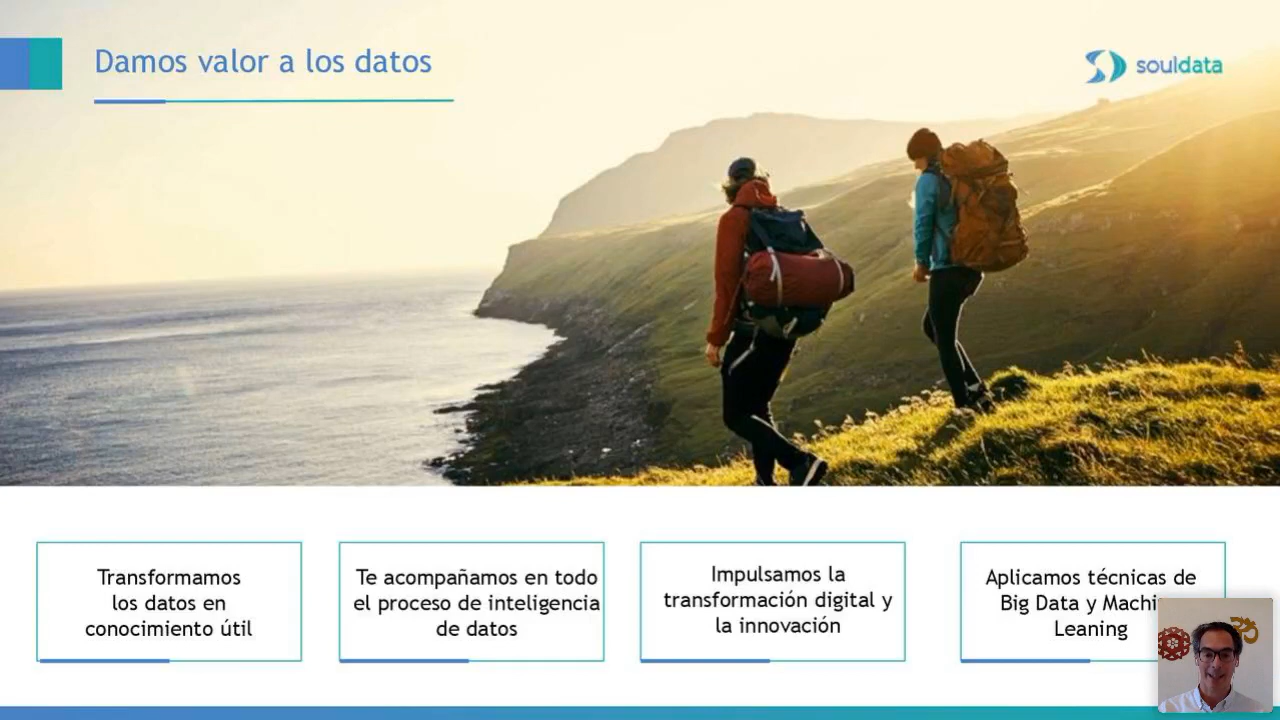 Damos valor a los datos
souldata
Transformamos
los datos en
conocimiento útil
Te acompañamos en todo
el proceso de inteligencia
de datos
Impulsamos la
transformación digital y
la innovación
Aplicamos técnicas de
Big Data y Machi
Leaning